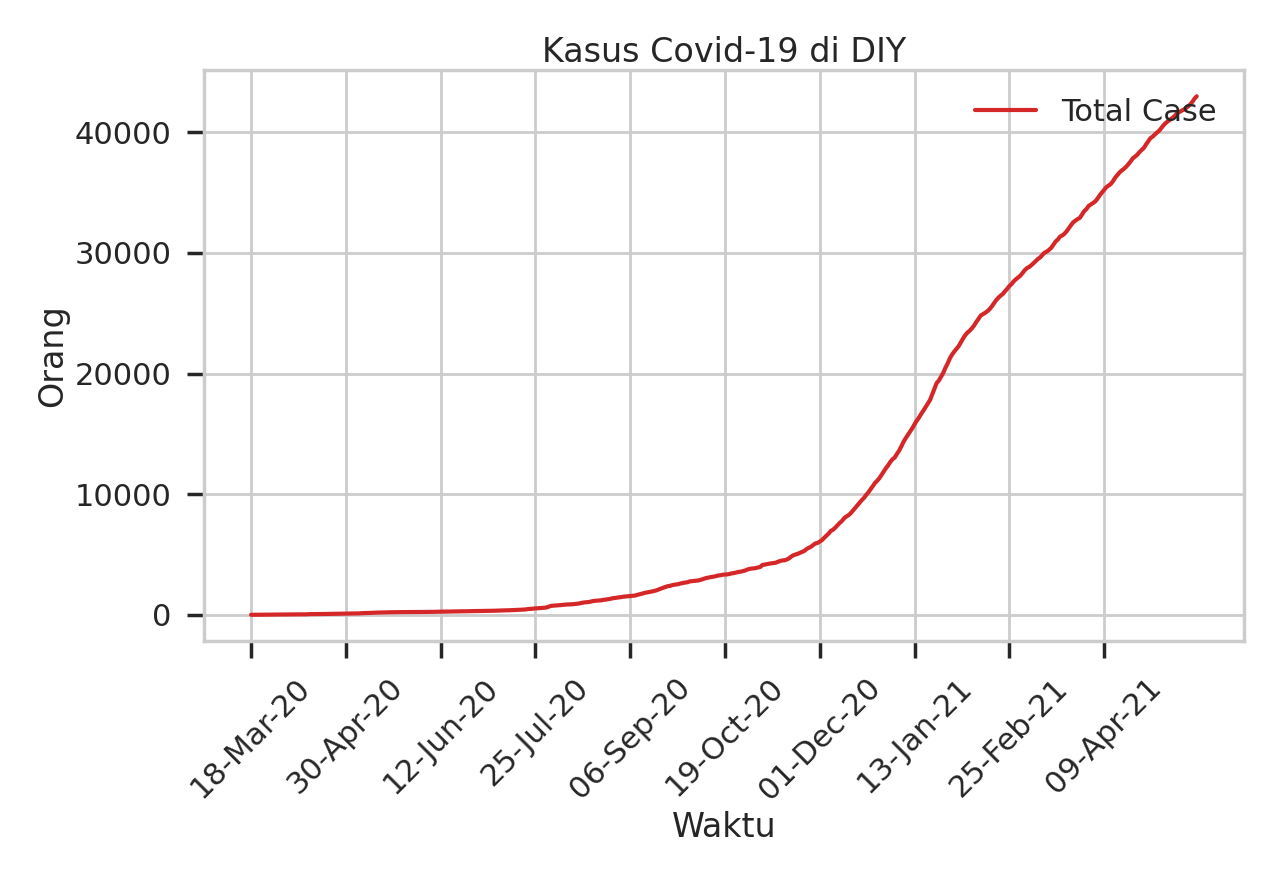 Kasus Covid-19 di DIY
Total Case
Orang
40000
30000
20000
10000
0
18-Mar-20
30-Apr-20
12-Jun-20
25-Jul-20
06-Sep-20
19-Oct-20
01-Dec-20
13-Jan-21
25-Feb-21
09-Apr-21
Waktu